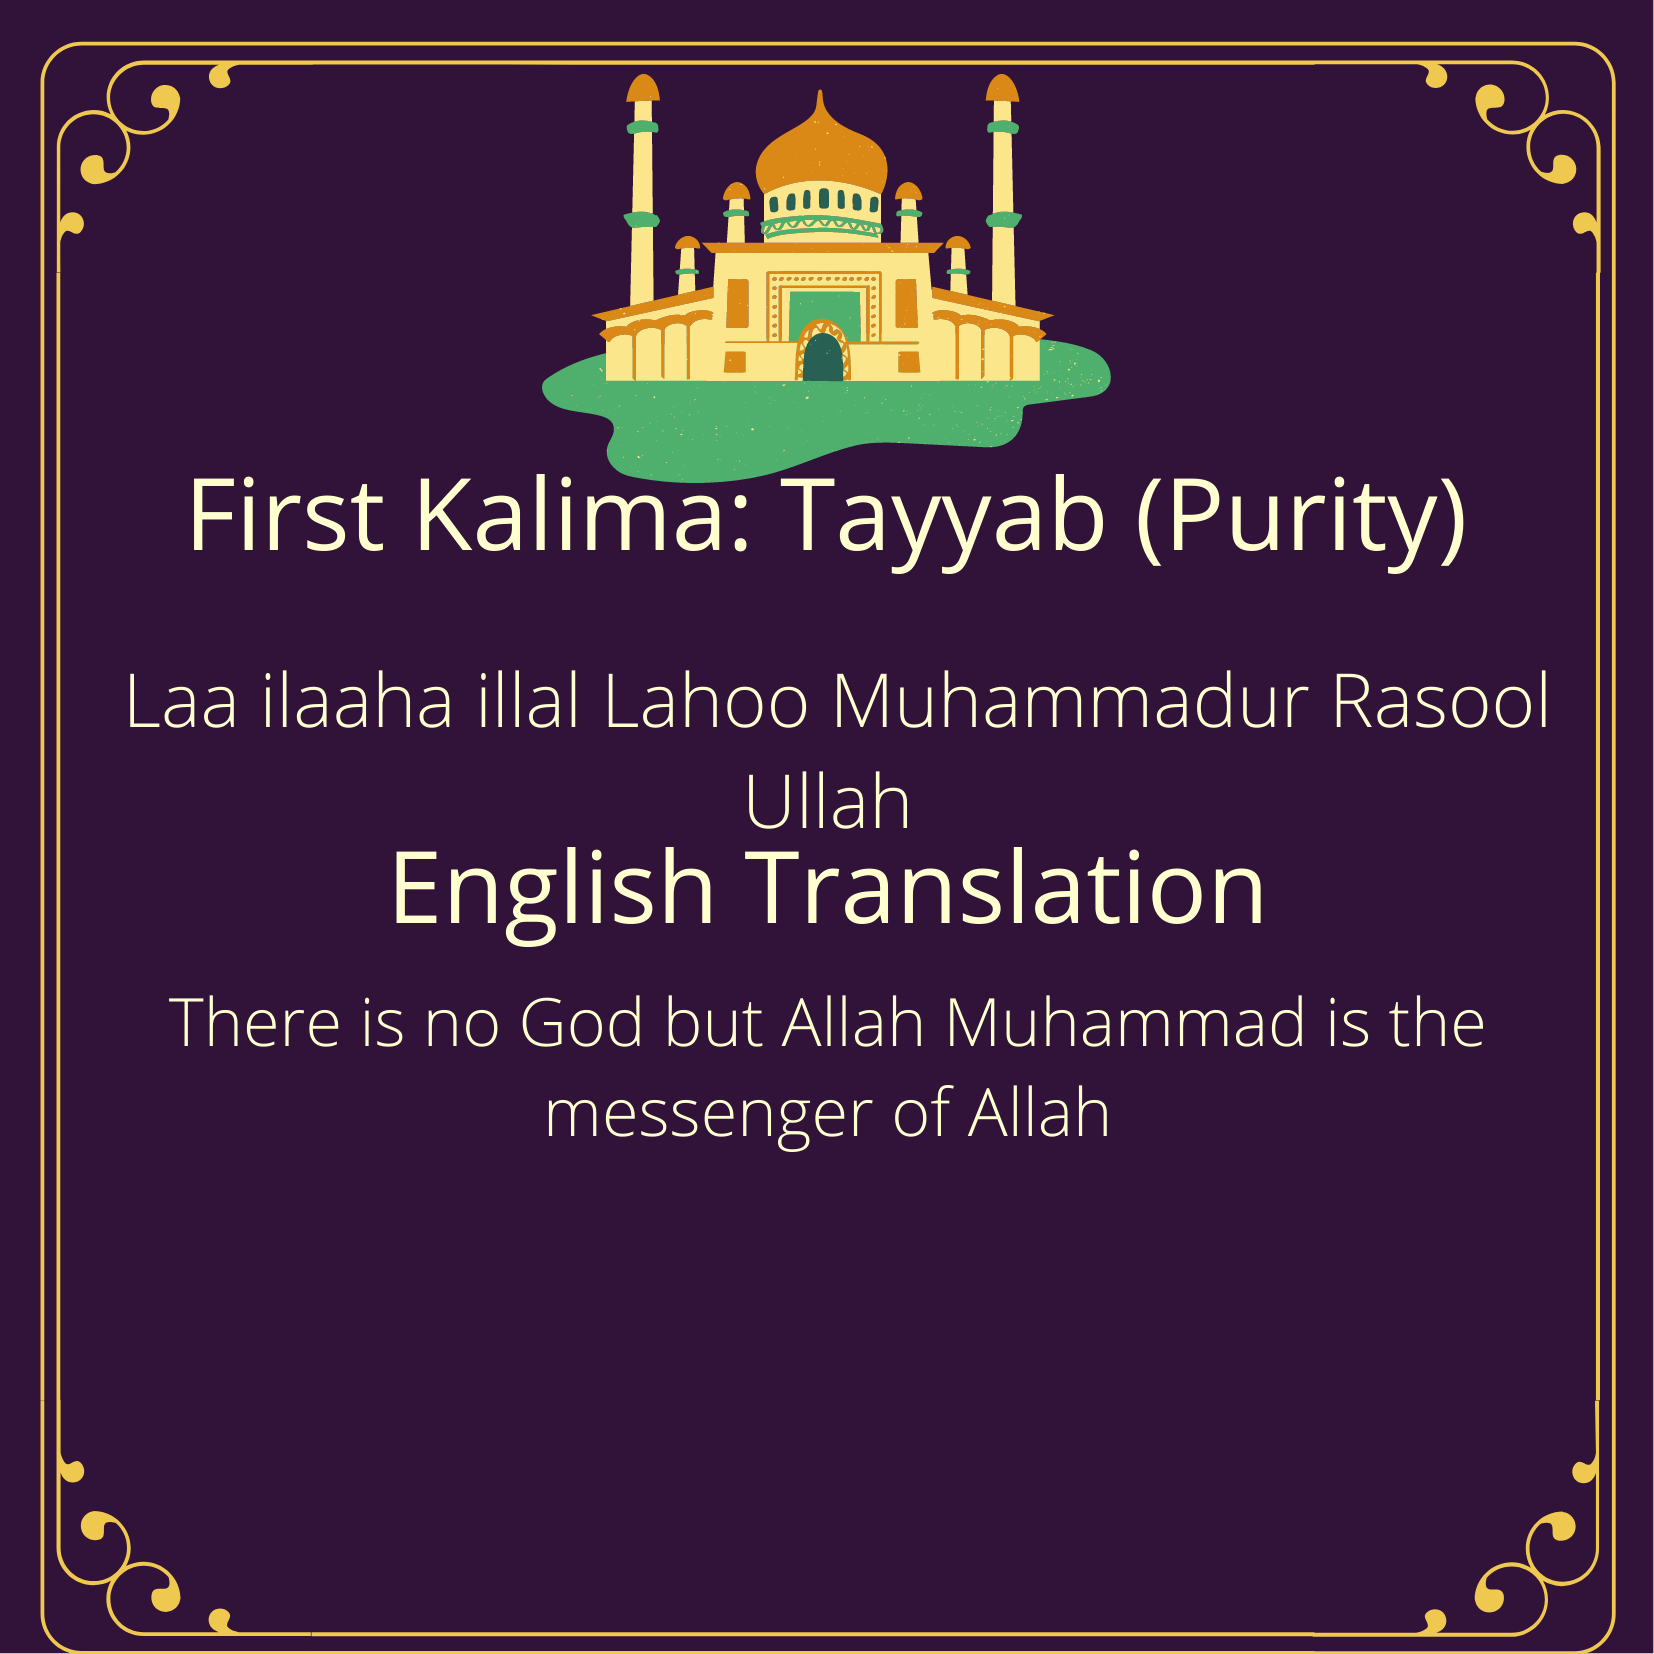 First Kalima: Tayyab (Purity)
Laa ilaaha illal Lahoo Muhammadur Rasool
Ullah
English Translation
There is no God but Allah Muhammad is the
messenger of Allah